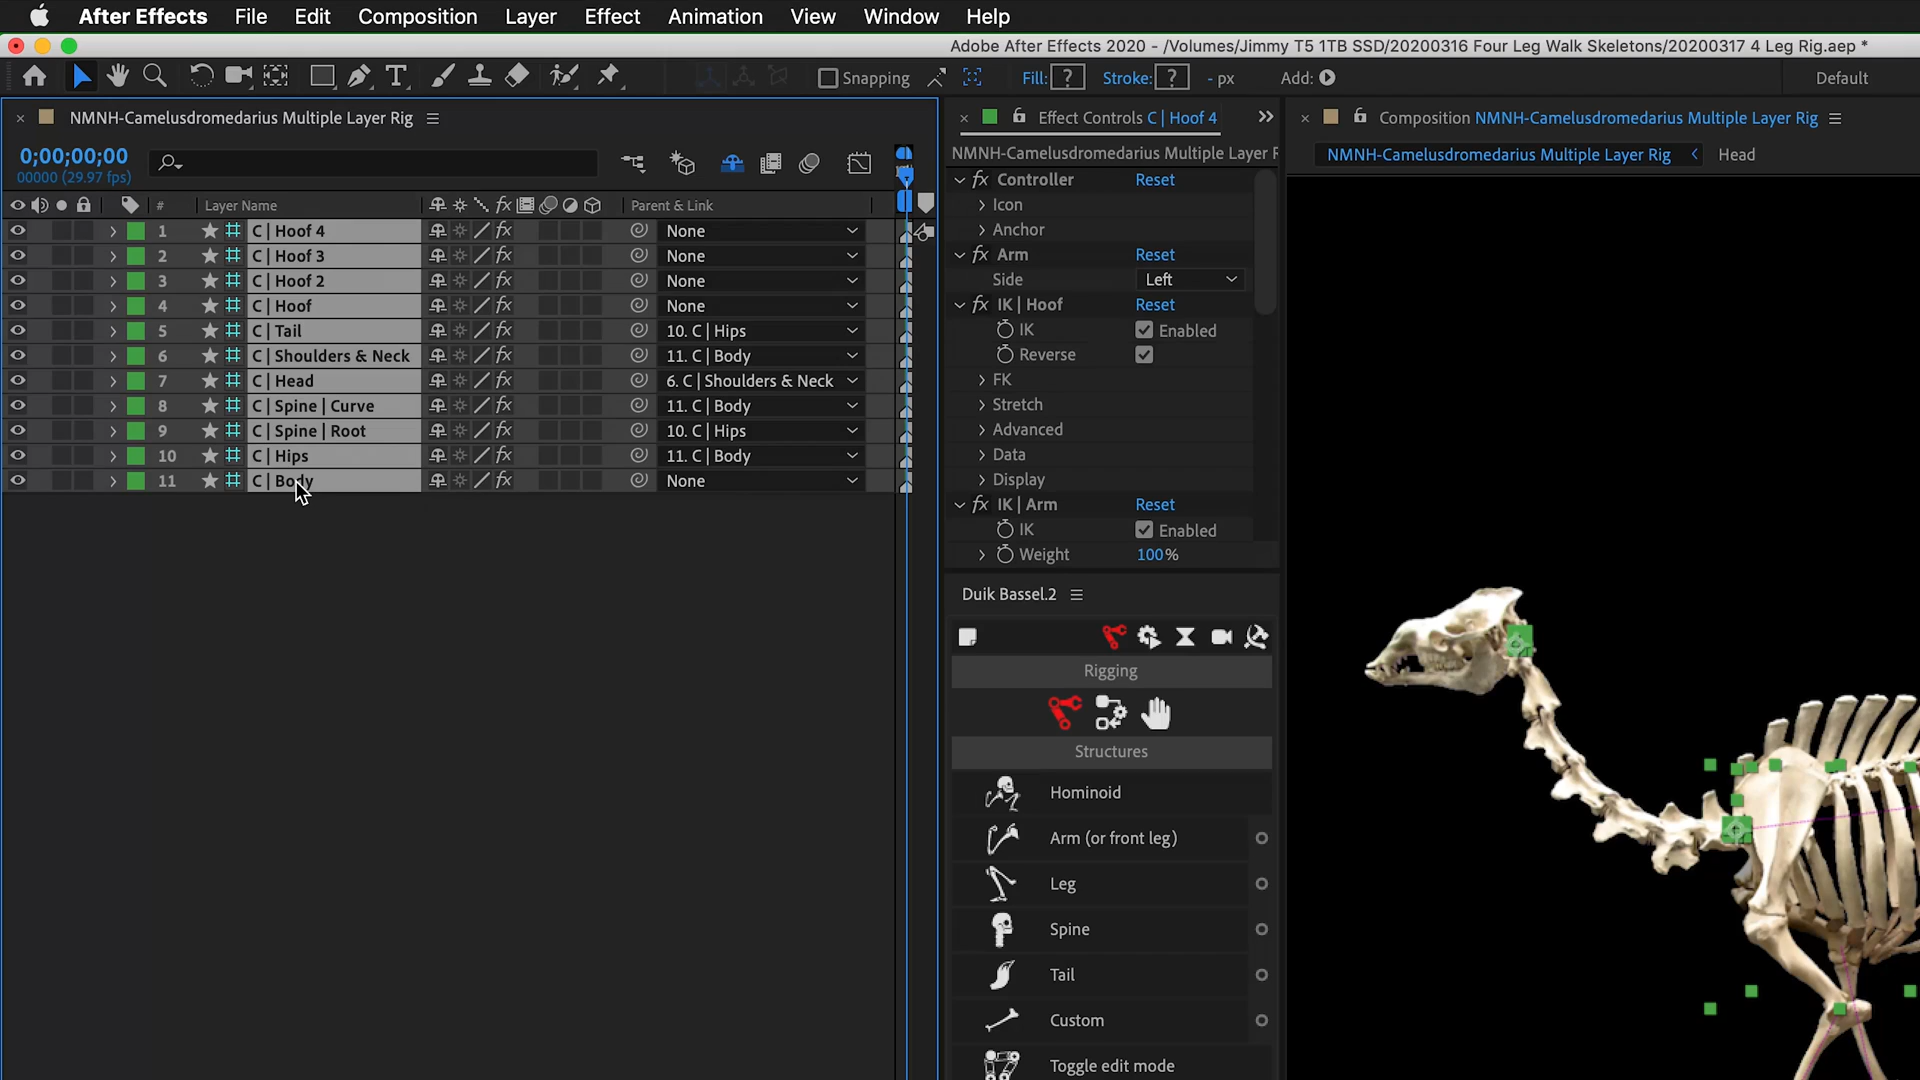 After Effects File Edit Composition Layer Effect Animation View Window Help
Adobe After Effects 2020 - /Volumes/Jimmy T5 1TB SSD/20200316 Four Leg Walk Skeletons/20200317 4 Leg Rig.aep *
Snapping Fill: ? Stroke: ? - px Add: Default
NMNH-Camelusdromedarius Multiple Layer Rig
0;00;00;00
00000 (29.97 fps)
# Layer Name Parent & Link
1 C | Hoof 4 None
2 C | Hoof 3 None
3 C | Hoof 2 None
4 C | Hoof None
5 C | Tail 10. C | Hips
6 C | Shoulders & Neck 11. C | Body
7 C | Head 6. C | Shoulders & Neck
8 C | Spine | Curve 11. C | Body
9 C | Spine | Root 10. C | Hips
10 C | Hips 11. C | Body
11 C | Body None
Effect Controls C | Hoof 4
NMNH-Camelusdromedarius Multiple Layer R
fx Controller Reset
Icon
Anchor
fx Arm Reset
Side Left
fx IK | Hoof Reset
IK Enabled
Reverse
FK
Stretch
Advanced
Data
Display
fx IK | Arm Reset
IK Enabled
Weight 100%
Duik Bassel.2
Rigging
Structures
Hominoid
Arm (or front leg)
Leg
Spine
Tail
Custom
Toggle edit mode
Composition NMNH-Camelusdromedarius Multiple Layer Rig
NMNH-Camelusdromedarius Multiple Layer Rig Head